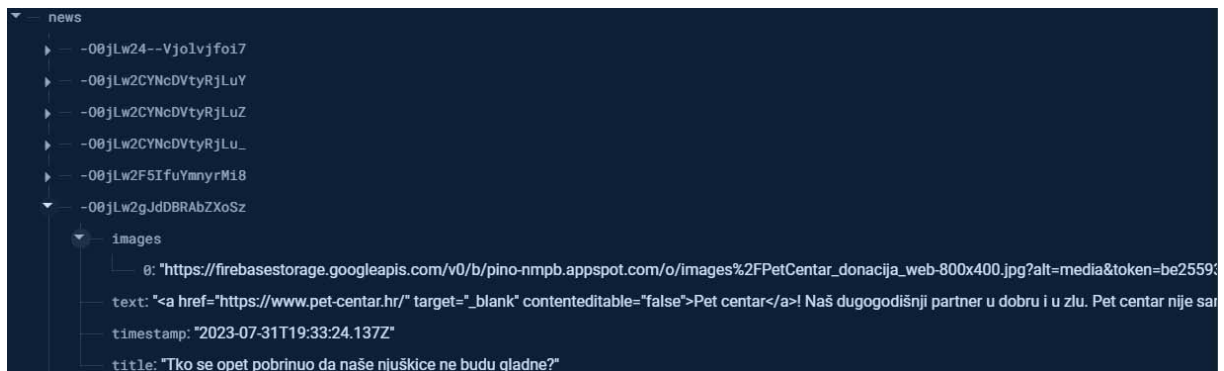 news
-O0jLw24--Vjolvjfoi7
-O0jLw2CYNcDVtyRjLuY
-O0jLw2CYNcDVtyRjLuZ
-O0jLw2CYNcDVtyRjLu_
-O0jLw2F5IfuYmnyrMi8
-O0jLw2gJdDBRAbZXoSz
images
0: "https://firebasestorage.googleapis.com/v0/b/pino-nmpb.appspot.com/o/images%2FPetCentar_donacija_web-800x400.jpg?alt=media&token=be25593
text: "<a href="https://www.pet-centar.hr/" target="_blank" contenteditable="false">Pet centar</a>! Naš dugogodišnji partner u dobru i u zlu. Pet centar nije sar
timestamp: "2023-07-31T19:33:24.137Z"
title: "Tko se opet pobrinuo da naše njuškice ne budu gladne?"